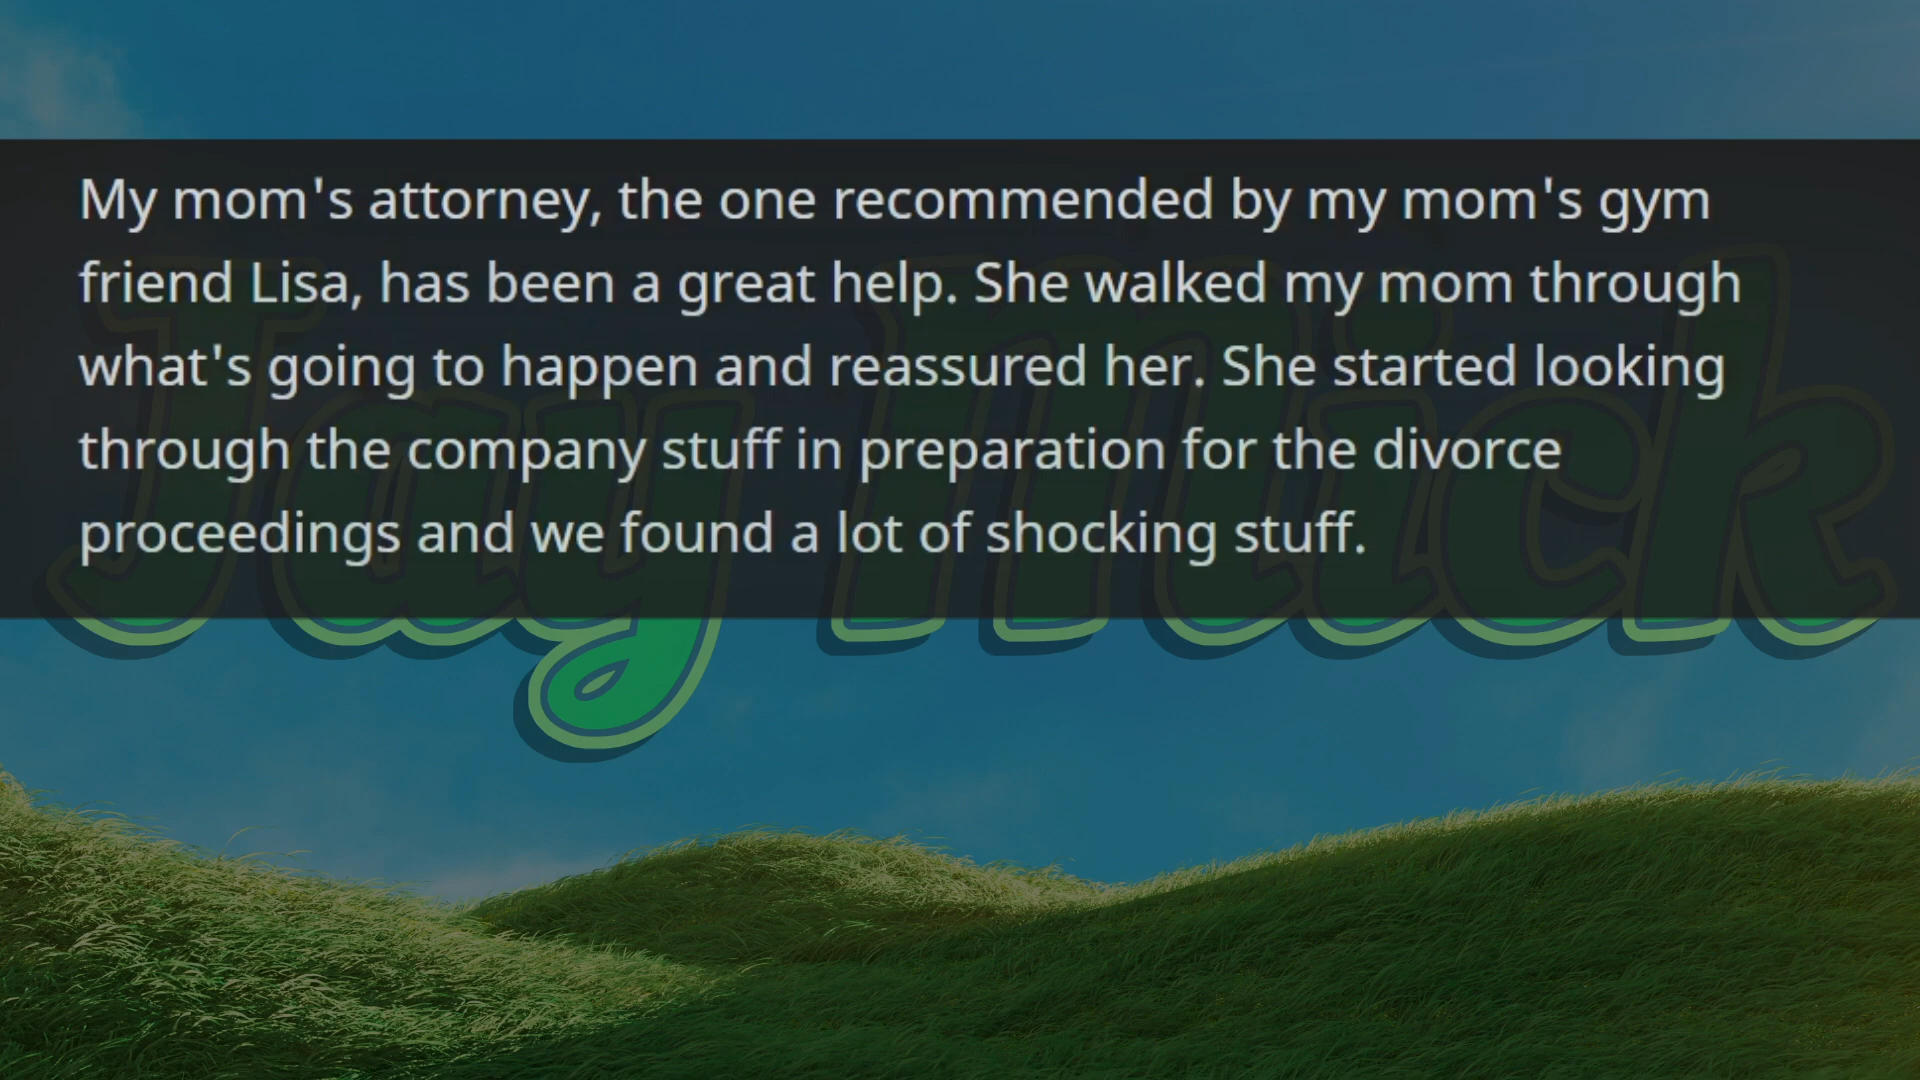 My mom's attorney, the one recommended by my mom's gym
friend Lisa, has been a great help. She walked my mom through
what's going to happen and reassured her. She started looking
through the company stuff in preparation for the divorce
proceedings and we found a lot of shocking stuff.
Jay Mick